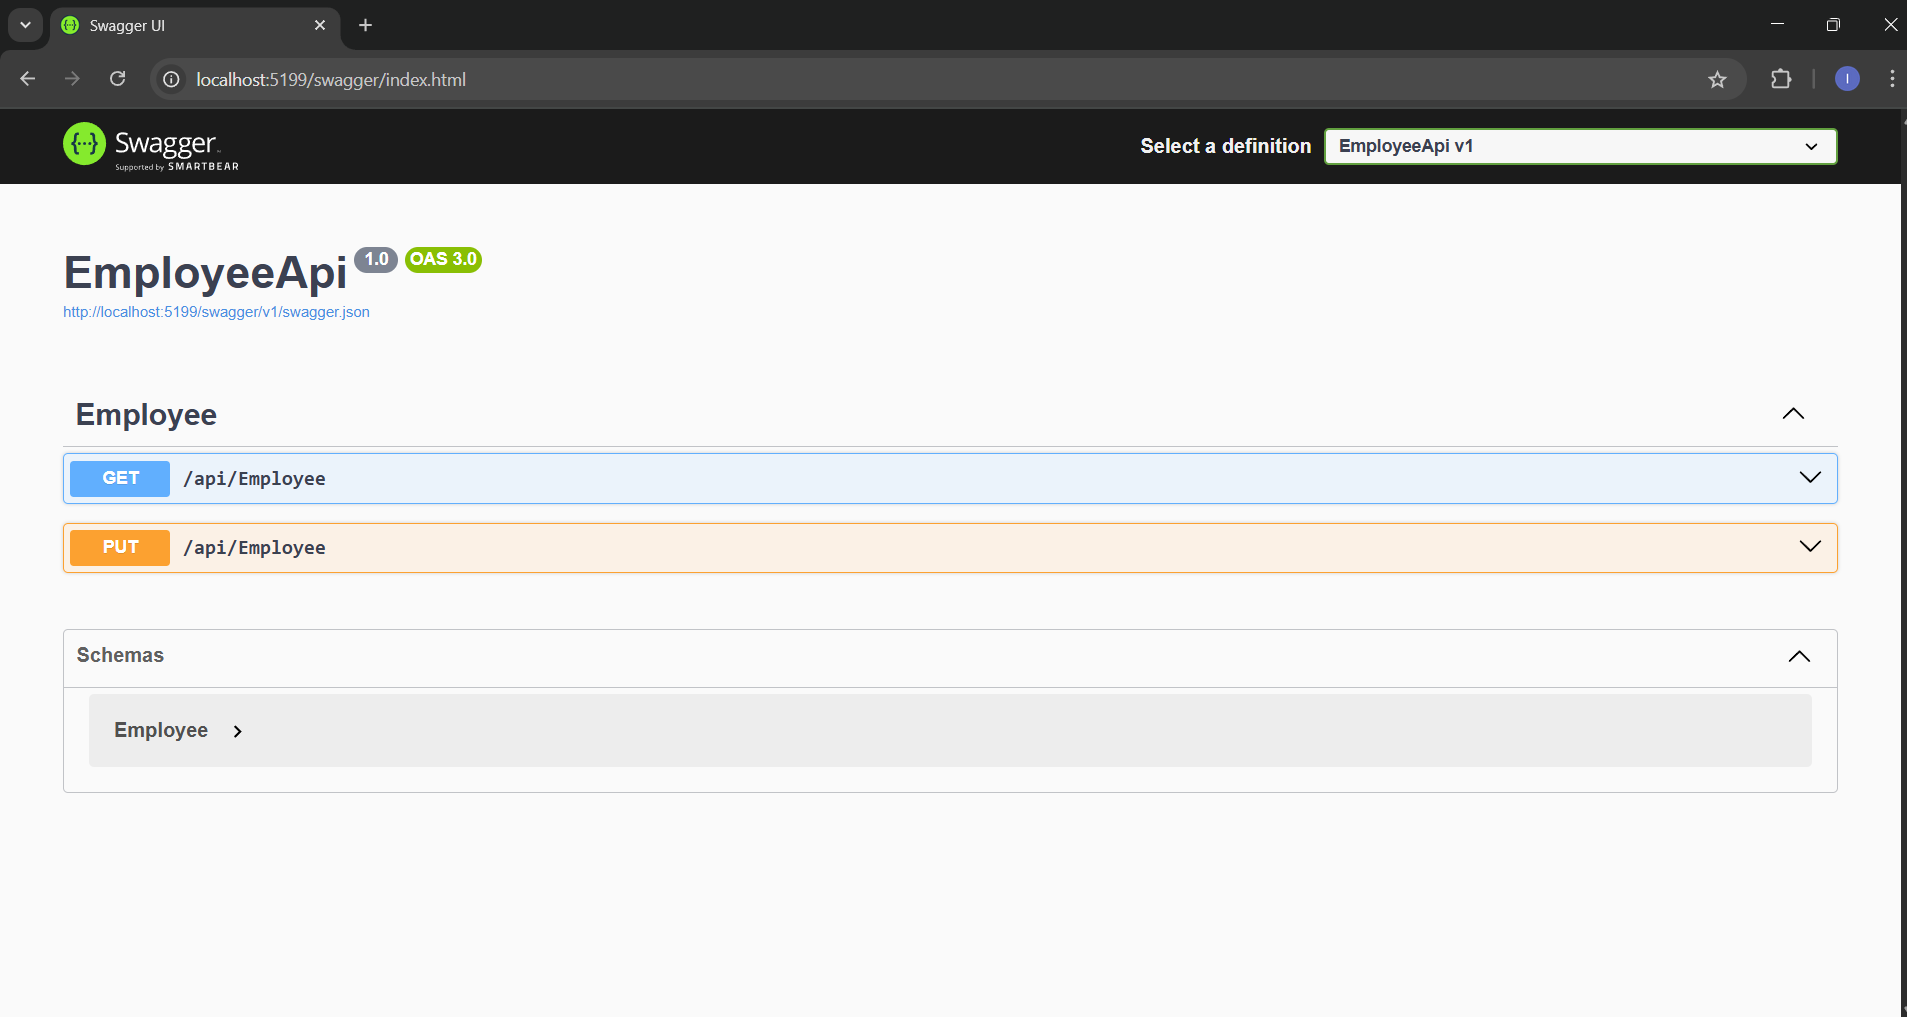 Swagger UI
localhost:5199/swagger/index.html
I
{···} Swagger
Supported by SMARTBEAR
Select a definition
EmployeeApi v1
EmployeeApi 1.0 OAS 3.0
http://localhost:5199/swagger/v1/swagger.json
Employee
GET /api/Employee
PUT /api/Employee
Schemas
Employee